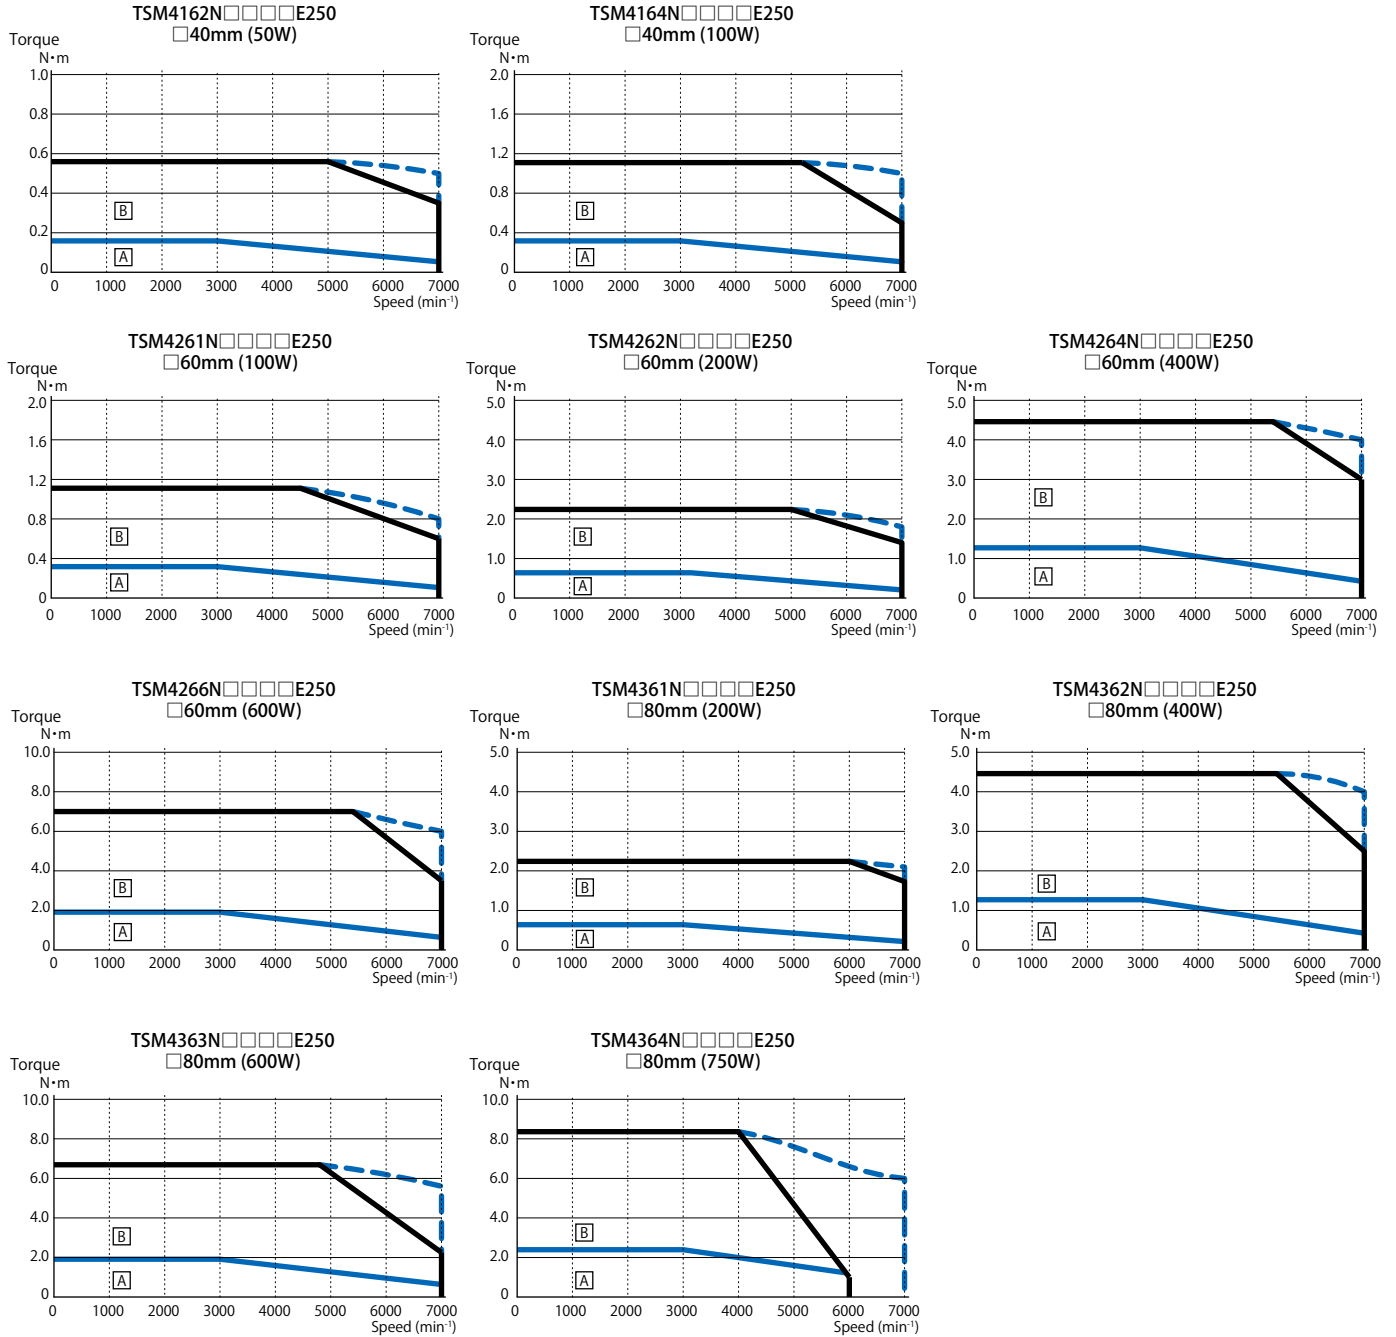 TSM4162N□□□□E250
□40mm (50W)
Torque
N・m
1.0
0.8
0.6
0.4
0.2
0
B
A
0 1000 2000 3000 4000 5000 6000 7000
Speed (min⁻¹)
TSM4164N□□□□E250
□40mm (100W)
Torque
N・m
2.0
1.6
1.2
0.8
0.4
0
B
A
0 1000 2000 3000 4000 5000 6000 7000
Speed (min⁻¹)
TSM4261N□□□□E250
□60mm (100W)
Torque
N・m
2.0
1.6
1.2
0.8
0.4
0
B
A
0 1000 2000 3000 4000 5000 6000 7000
Speed (min⁻¹)
TSM4262N□□□□E250
□60mm (200W)
Torque
N・m
5.0
4.0
3.0
2.0
1.0
0
B
A
0 1000 2000 3000 4000 5000 6000 7000
Speed (min⁻¹)
TSM4264N□□□□E250
□60mm (400W)
Torque
N・m
5.0
4.0
3.0
2.0
1.0
0
B
A
0 1000 2000 3000 4000 5000 6000 7000
Speed (min⁻¹)
TSM4266N□□□□E250
□60mm (600W)
Torque
N・m
10.0
8.0
6.0
4.0
2.0
0
B
A
0 1000 2000 3000 4000 5000 6000 7000
Speed (min⁻¹)
TSM4361N□□□□E250
□80mm (200W)
Torque
N・m
5.0
4.0
3.0
2.0
1.0
0
B
A
0 1000 2000 3000 4000 5000 6000 7000
Speed (min⁻¹)
TSM4362N□□□□E250
□80mm (400W)
Torque
N・m
5.0
4.0
3.0
2.0
1.0
0
B
A
0 1000 2000 3000 4000 5000 6000 7000
Speed (min⁻¹)
TSM4363N□□□□E250
□80mm (600W)
Torque
N・m
10.0
8.0
6.0
4.0
2.0
0
B
A
0 1000 2000 3000 4000 5000 6000 7000
Speed (min⁻¹)
TSM4364N□□□□E250
□80mm (750W)
Torque
N・m
10.0
8.0
6.0
4.0
2.0
0
B
A
0 1000 2000 3000 4000 5000 6000 7000
Speed (min⁻¹)